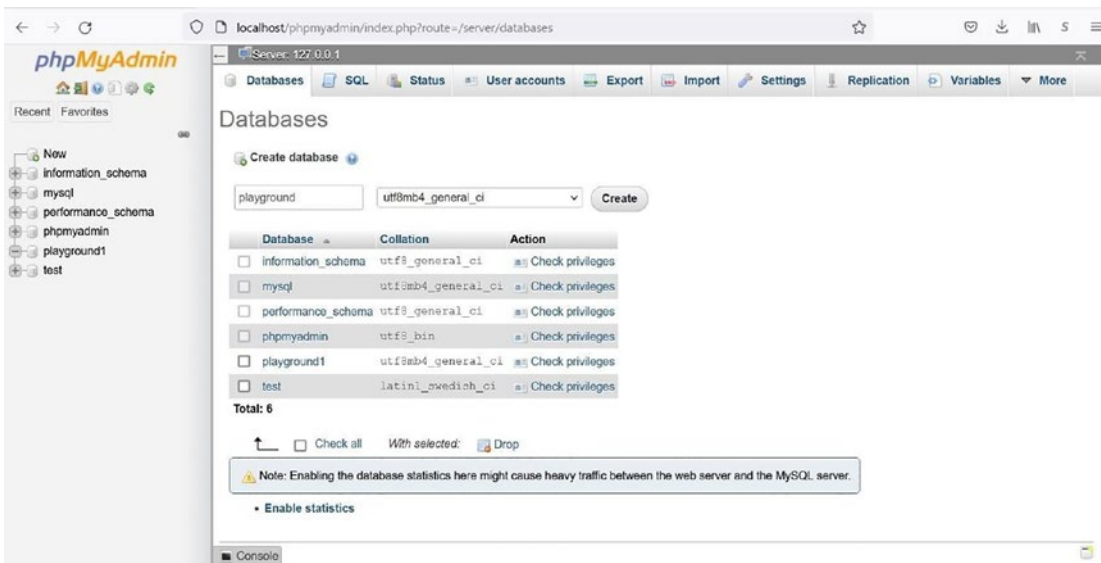 localhost/phpmyadmin/index.php?route=/server/databases
phpMyAdmin
Recent Favorites
New
information_schema
mysql
performance_schema
phpmyadmin
playground1
test
Server: 127.0.0.1
Databases SQL Status User accounts Export Import Settings Replication Variables More
Databases
Create database
playground utf8mb4_general_ci Create
Database Collation Action
information_schema utf8_general_ci Check privileges
mysql utf8mb4_general_ci Check privileges
performance_schema utf8_general_ci Check privileges
phpmyadmin utf8_bin Check privileges
playground1 utf8mb4_general_ci Check privileges
test latin1_swedish_ci Check privileges
Total: 6
Check all With selected: Drop
Note: Enabling the database statistics here might cause heavy traffic between the web server and the MySQL server.
• Enable statistics
Console